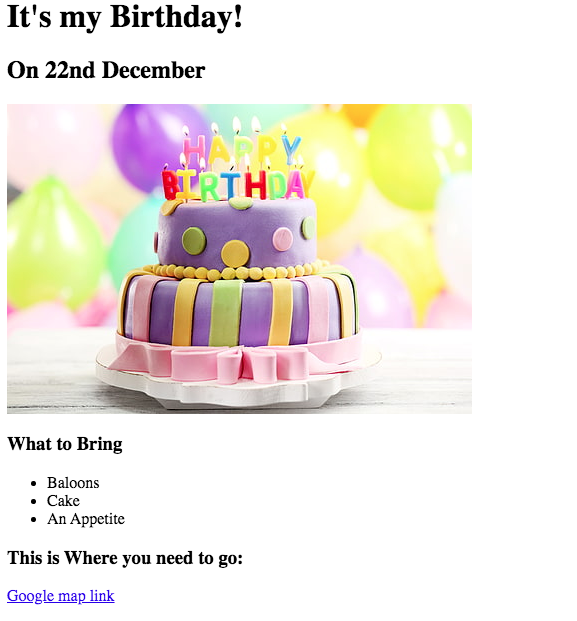 It's my Birthday!
On 22nd December
HAPPY
BIRTHDAY
What to Bring
Baloons
Cake
An Appetite
This is Where you need to go:
Google map link